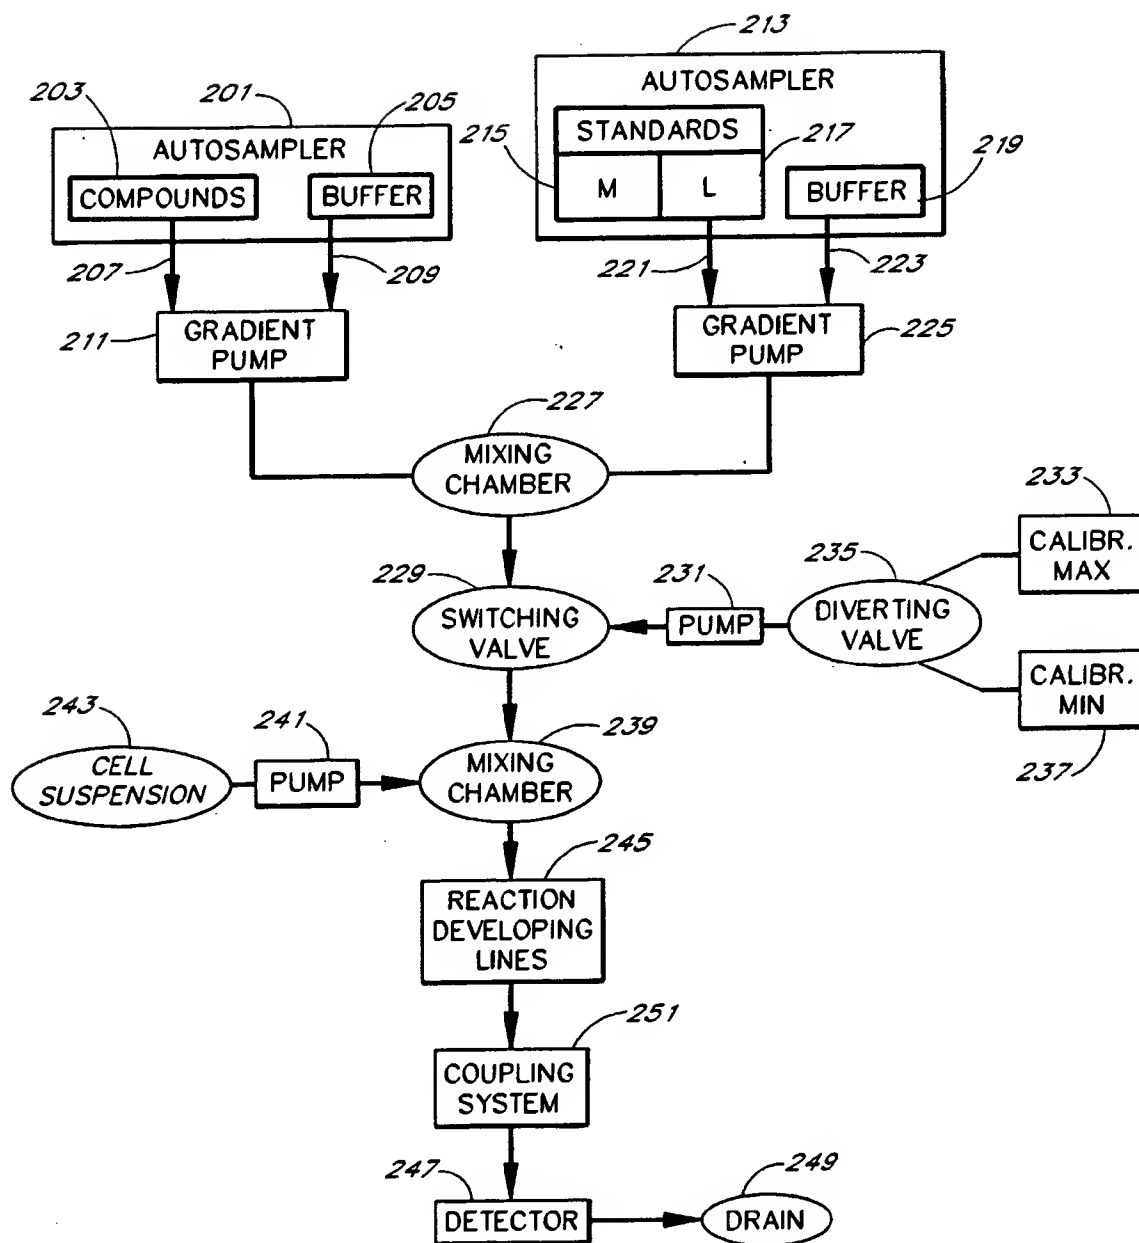 213
AUTOSAMPLER
203
201
205
STANDARDS
215
217
219
AUTOSAMPLER
M
L
COMPOUNDS
BUFFER
BUFFER
207
209
221
223
211
GRADIENT
PUMP
GRADIENT
PUMP
225
227
MIXING
CHAMBER
233
229
231
235
CALIBR.
MAX
SWITCHING
VALVE
PUMP
DIVERTING
VALVE
CALIBR.
MIN
243
241
239
237
CELL
SUSPENSION
PUMP
MIXING
CHAMBER
245
REACTION
DEVELOPING
LINES
251
COUPLING
SYSTEM
247
249
DETECTOR
DRAIN